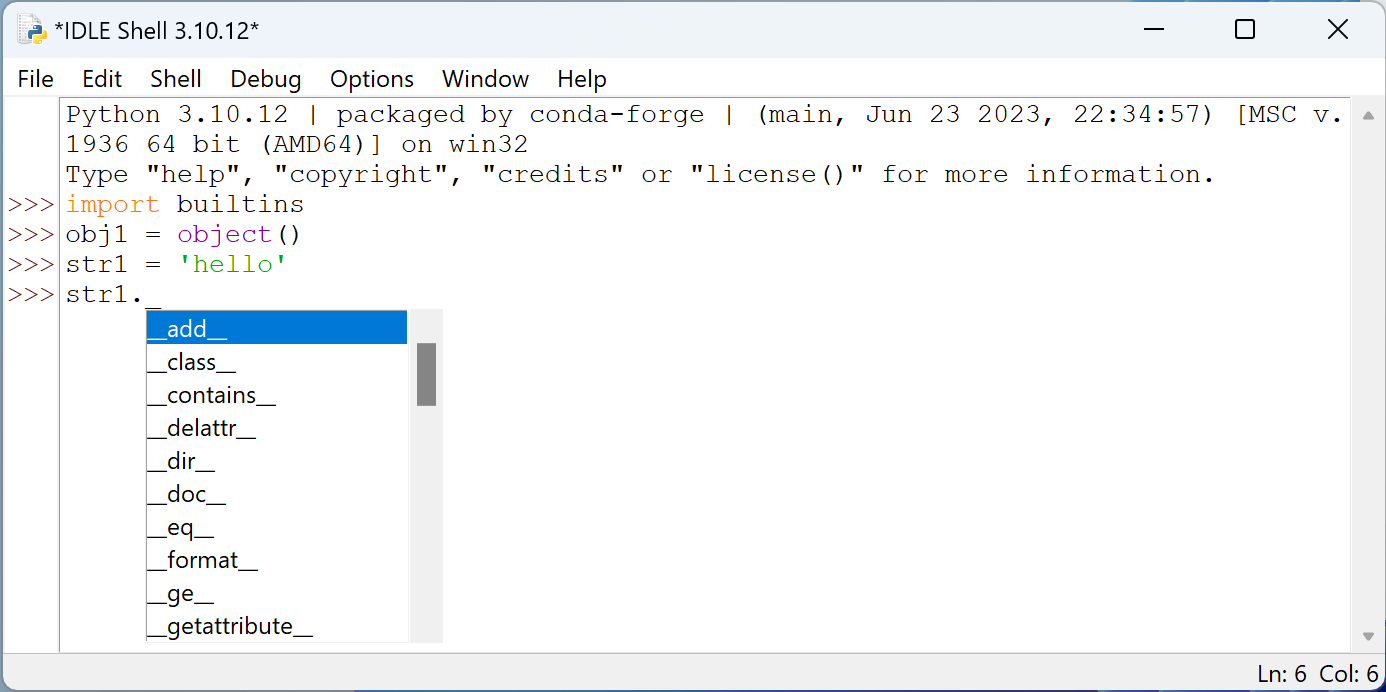 *IDLE Shell 3.10.12*
File Edit Shell Debug Options Window Help
Python 3.10.12 | packaged by conda-forge | (main, Jun 23 2023, 22:34:57) [MSC v.
1936 64 bit (AMD64)] on win32
Type "help", "copyright", "credits" or "license()" for more information.
>>> import builtins
>>> obj1 = object()
>>> str1 = 'hello'
>>> str1._
__add__
__class__
__contains__
__delattr__
__dir__
__doc__
__eq__
__format__
__ge__
__getattribute__
Ln: 6 Col: 6